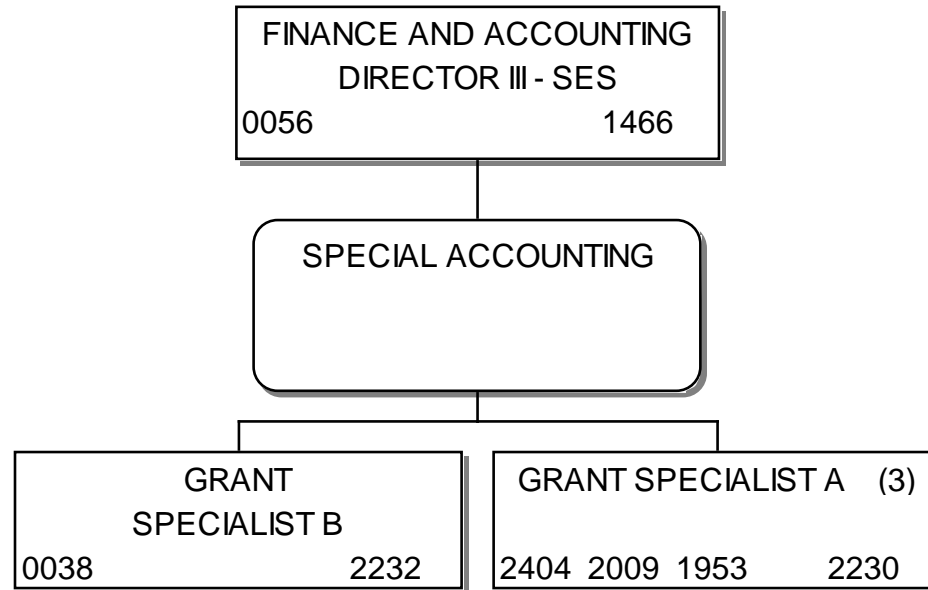 FINANCE AND ACCOUNTING
DIRECTOR III - SES
0056 1466
SPECIAL ACCOUNTING
GRANT
SPECIALIST B
0038 2232
GRANT SPECIALIST A (3)
2404 2009 1953 2230